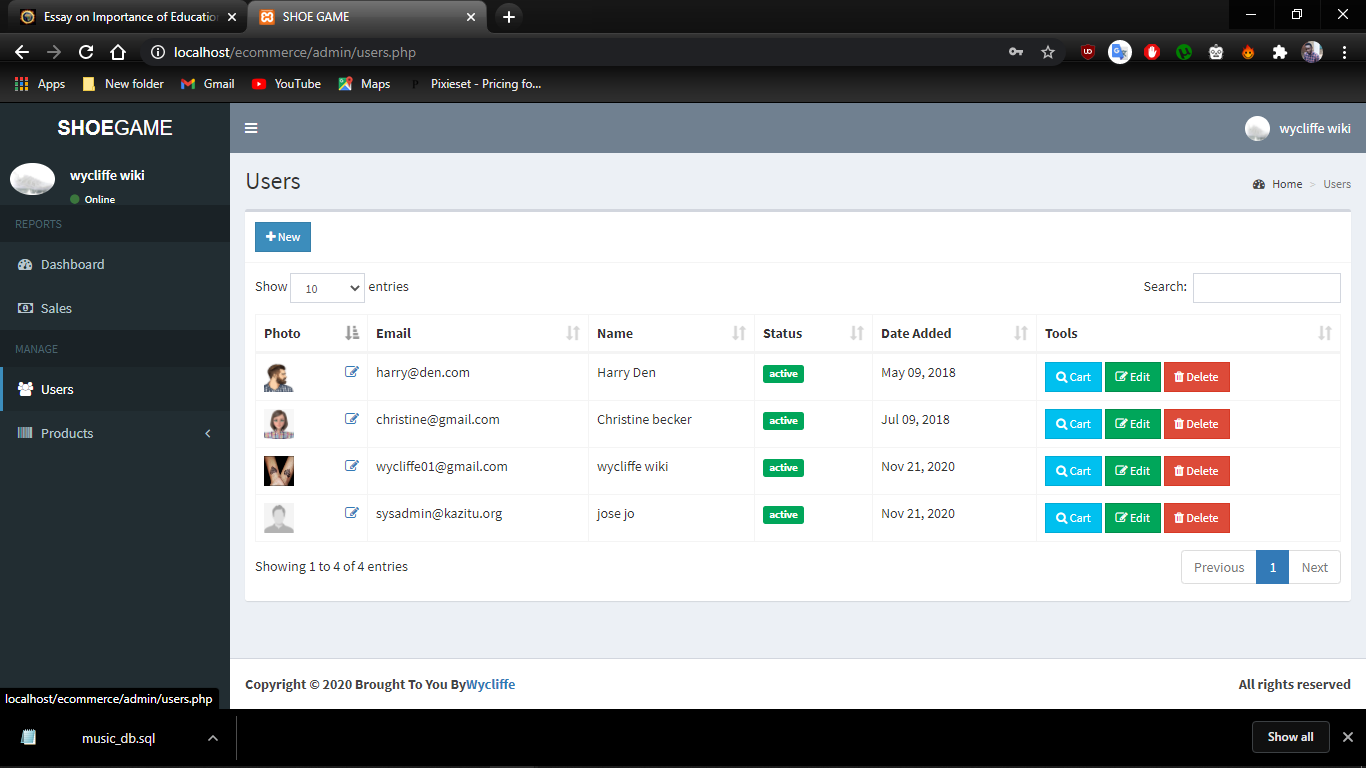 Essay on Importance of Educatio
SHOE GAME
localhost/ecommerce/admin/users.php
Apps
New folder
Gmail
YouTube
Maps
Pixieset - Pricing fo...
SHOEGAME
wycliffe wiki
wycliffe wiki
Online
Users
Home > Users
REPORTS
Dashboard
Sales
MANAGE
Users
Products
New
Show 10 entries
Search:
Photo Email Name Status Date Added Tools
harry@den.com Harry Den active May 09, 2018 Cart Edit Delete
christine@gmail.com Christine becker active Jul 09, 2018 Cart Edit Delete
wycliffe01@gmail.com wycliffe wiki active Nov 21, 2020 Cart Edit Delete
sysadmin@kazitu.org jose jo active Nov 21, 2020 Cart Edit Delete
Showing 1 to 4 of 4 entries
Previous 1 Next
Copyright © 2020 Brought To You ByWycliffe
All rights reserved
localhost/ecommerce/admin/users.php
music_db.sql
Show all